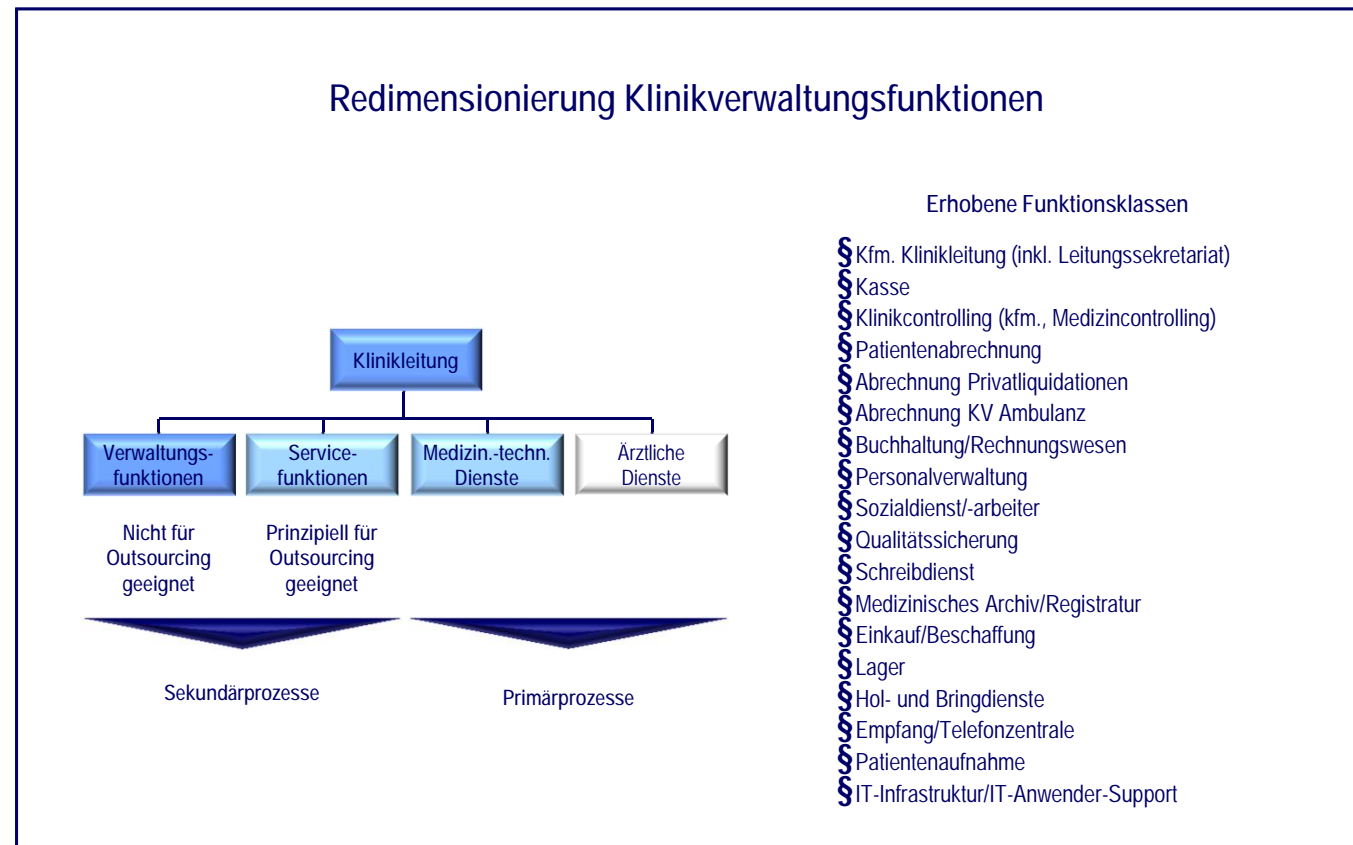 Redimensionierung Klinikverwaltungsfunktionen
Klinikleitung
Verwaltungs-
funktionen
Service-
funktionen
Medizin.-techn.
Dienste
Ärztliche
Dienste
Nicht für
Outsourcing
geeignet
Prinzipiell für
Outsourcing
geeignet
Sekundärprozesse
Primärprozesse
Erhobene Funktionsklassen
§Kfm. Klinikleitung (inkl. Leitungssekretariat)
§Kasse
§Klinikcontrolling (kfm., Medizincontrolling)
§Patientenabrechnung
§Abrechnung Privatliquidationen
§Abrechnung KV Ambulanz
§Buchhaltung/Rechnungswesen
§Personalverwaltung
§Sozialdienst/-arbeiter
§Qualitätssicherung
§Schreibdienst
§Medizinisches Archiv/Registratur
§Einkauf/Beschaffung
§Lager
§Hol- und Bringdienste
§Empfang/Telefonzentrale
§Patientenaufnahme
§IT-Infrastruktur/IT-Anwender-Support